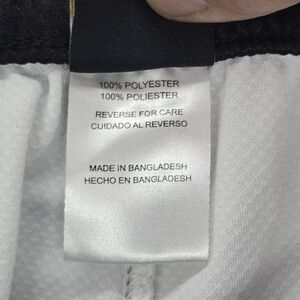 100% POLYESTER
100% POLIESTER
REVERSE FOR CARE
CUIDADO AL REVERSO
MADE IN BANGLADESH
HECHO EN BANGLADESH